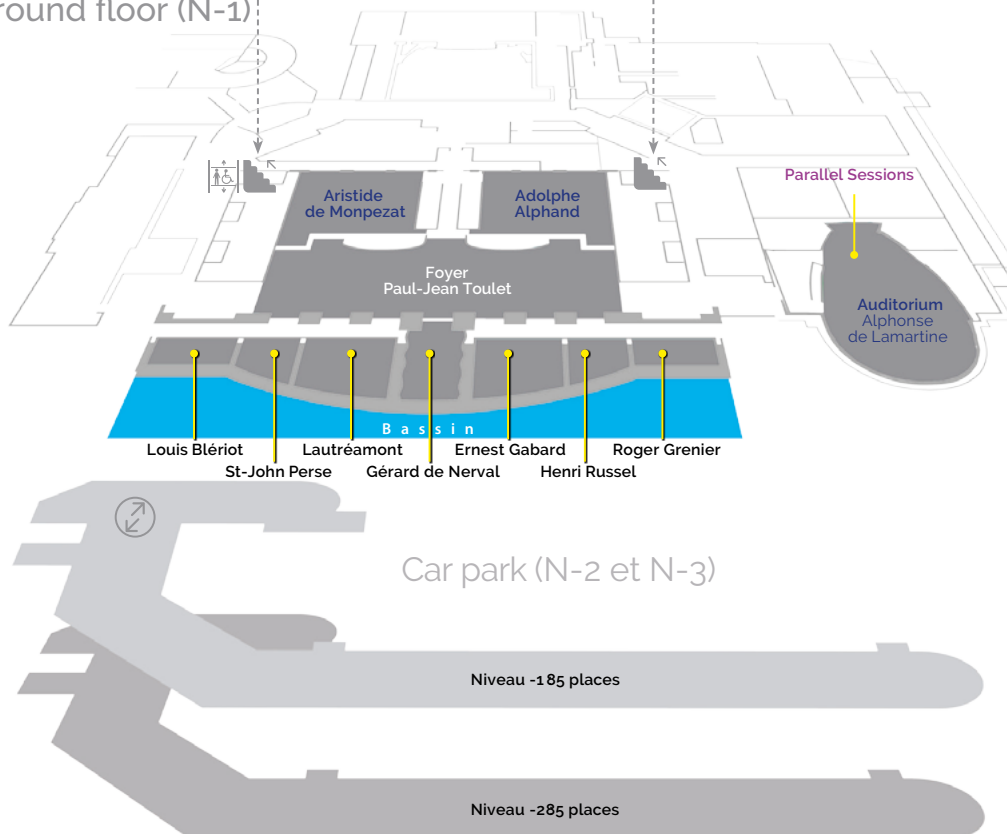 round floor (N-1)
Parallel Sessions
Aristide
de Monpezat
Adolphe
Alphand
Foyer
Paul-Jean Toulet
Auditorium
Alphonse
de Lamartine
Bassin
Louis Blériot
Lautréamont
Ernest Gabard
Roger Grenier
St-John Perse
Gérard de Nerval
Henri Russel
Car park (N-2 et N-3)
Niveau -1 85 places
Niveau -285 places